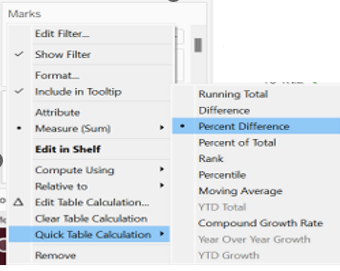 Marks
Edit Filter...
Show Filter
Format...
Include in Tooltip
Attribute
Measure (Sum)
Edit in Shelf
Compute Using
Relative to
Edit Table Calculation...
Clear Table Calculation
Quick Table Calculation
Remove
Running Total
Difference
Percent Difference
Percent of Total
Rank
Percentile
Moving Average
YTD Total
Compound Growth Rate
Year Over Year Growth
YTD Growth